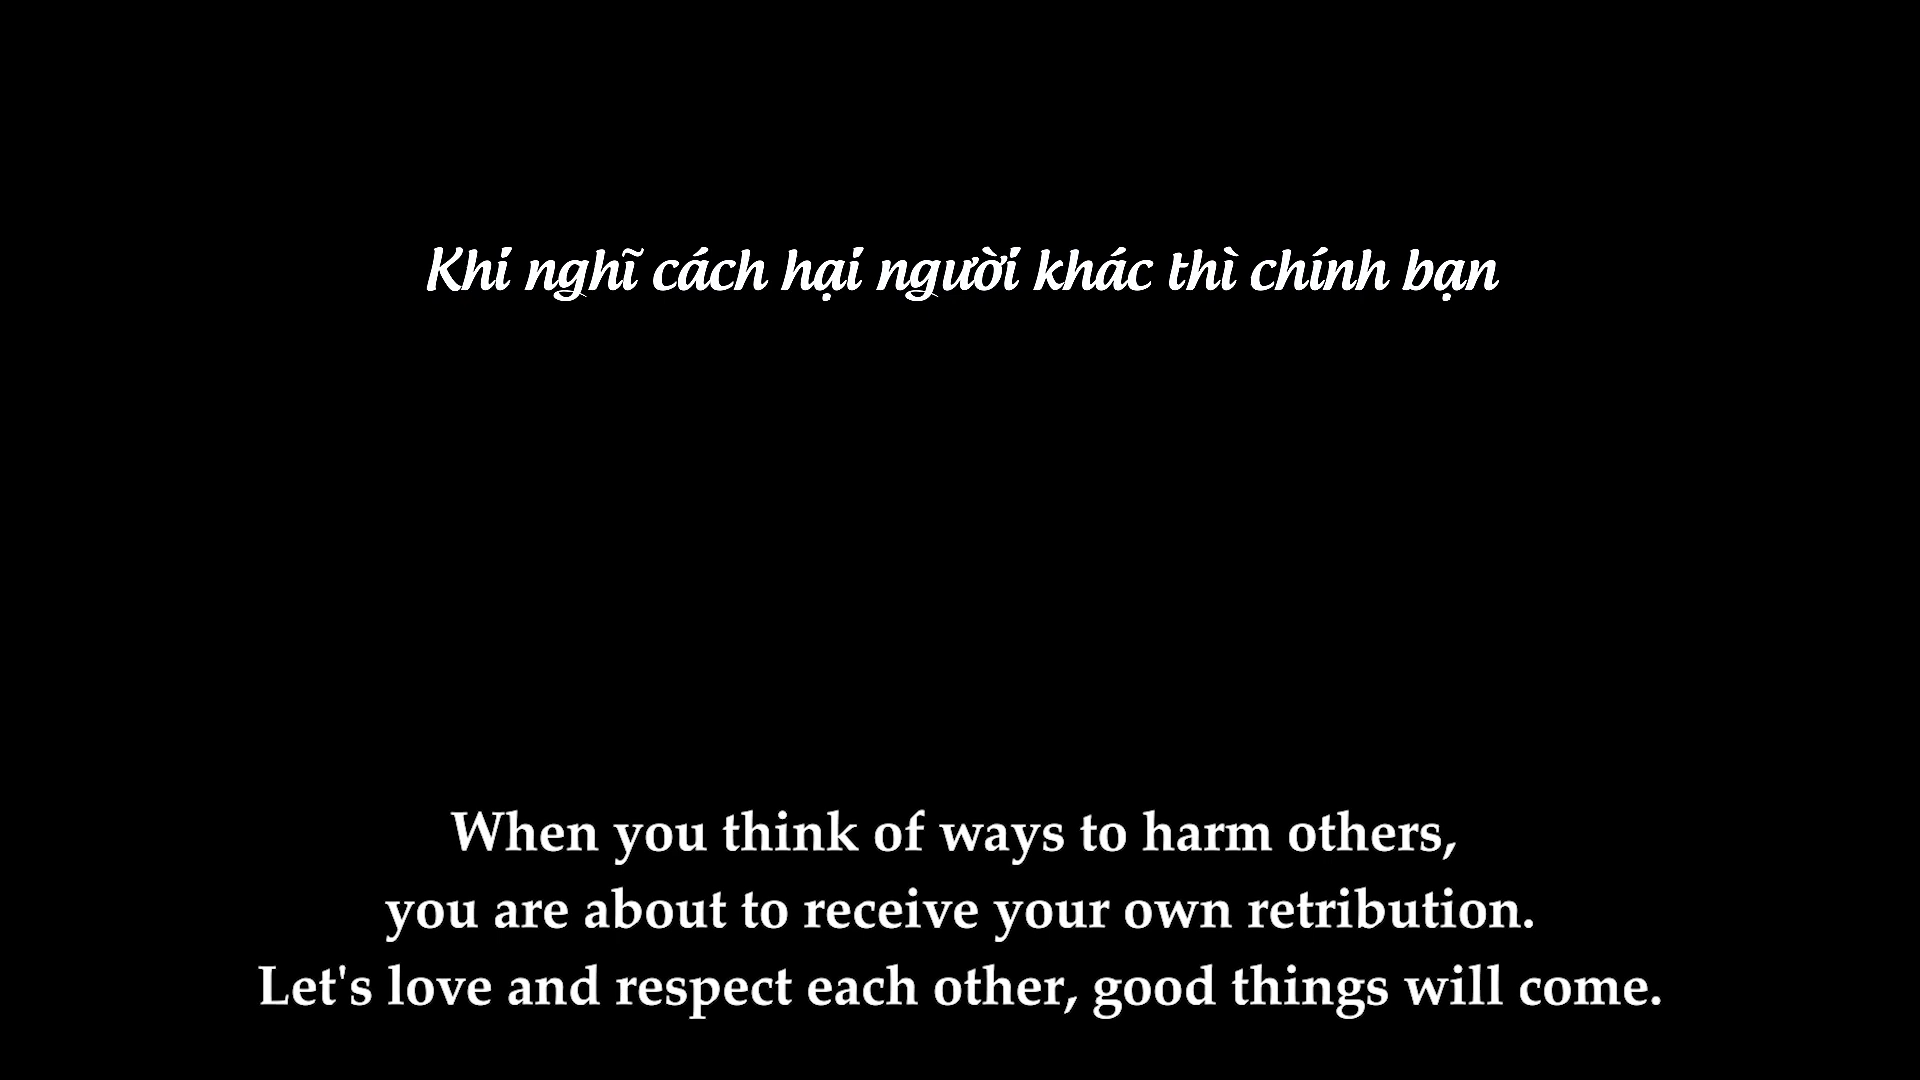 Khi nghĩ cách hại người khác thì chính bạn
When you think of ways to harm others,
you are about to receive your own retribution.
Let's love and respect each other, good things will come.